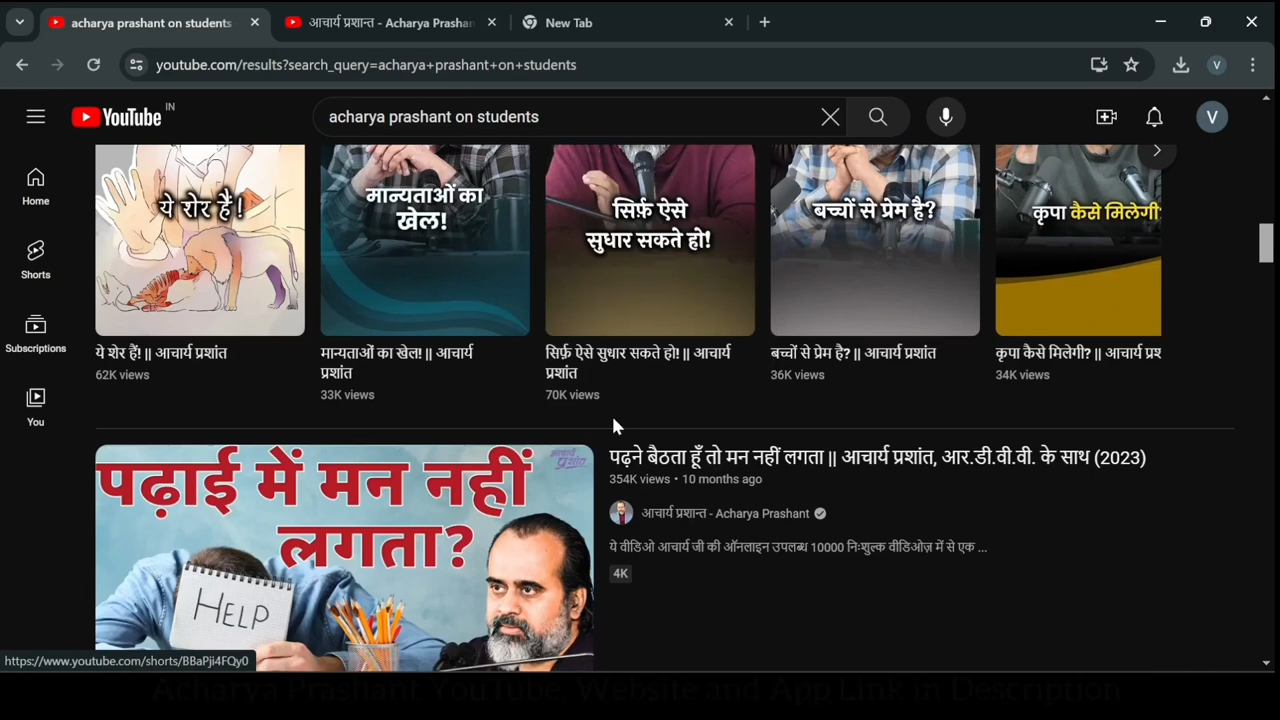 acharya prashant on students
आचार्य प्रशान्त - Acharya Prashan
New Tab
youtube.com/results?search_query=acharya+prashant+on+students
V
YouTube IN
acharya prashant on students
V
Home
Shorts
Subscriptions
You
ये शेर हैं!
मान्यताओं का
खेल!
सिर्फ़ ऐसे
सुधार सकते हो!
बच्चों से प्रेम है?
कृपा कैसे मिलेगी
ये शेर हैं! || आचार्य प्रशांत
62K views
मान्यताओं का खेल! || आचार्य
प्रशांत
33K views
सिर्फ़ ऐसे सुधार सकते हो! || आचार्य
प्रशांत
70K views
बच्चों से प्रेम है? || आचार्य प्रशांत
36K views
कृपा कैसे मिलेगी? || आचार्य प्रश
34K views
पढ़ाई में मन नहीं
लगता?
HELP
आचार्य
प्रशांत
पढ़ने बैठता हूँ तो मन नहीं लगता || आचार्य प्रशांत, आर.डी.वी.वी. के साथ (2023)
354K views • 10 months ago
आचार्य प्रशान्त - Acharya Prashant
ये वीडिओ आचार्य जी की ऑनलाइन उपलब्ध 10000 निःशुल्क वीडिओज़ में से एक ...
4K
https://www.youtube.com/shorts/BBaPji4FQy0
Acharya Prashant YouTube, Website and App Link in Description